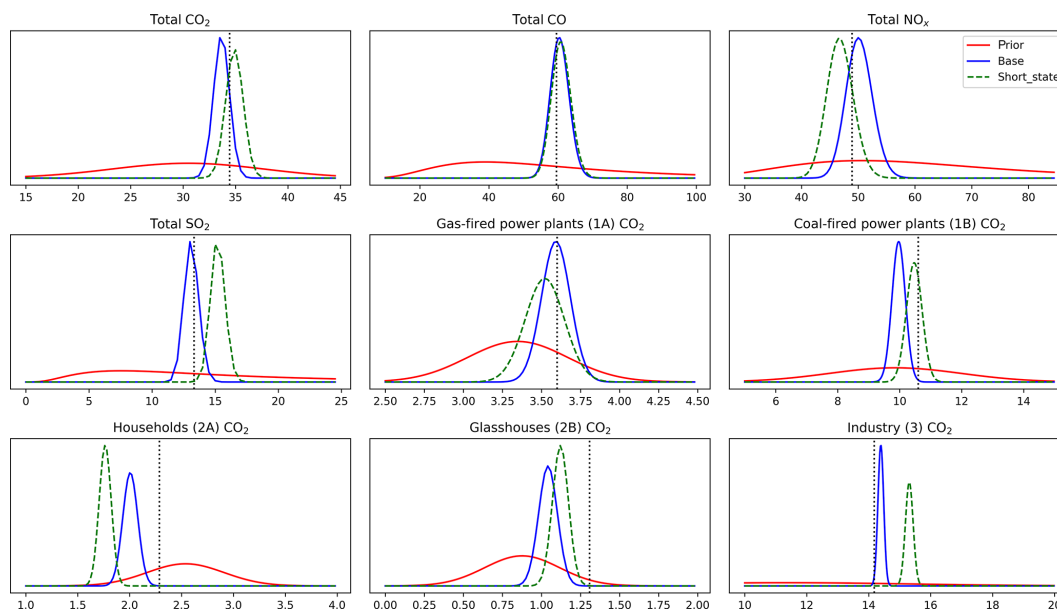 Total CO₂
Total CO
Total NOₓ
Prior
Base
Short_state
15 20 25 30 35 40 45
20 40 60 80 100
30 40 50 60 70 80
Total SO₂
Gas-fired power plants (1A) CO₂
Coal-fired power plants (1B) CO₂
0 5 10 15 20 25
2.50 2.75 3.00 3.25 3.50 3.75 4.00 4.25 4.50
6 8 10 12 14
Households (2A) CO₂
Glasshouses (2B) CO₂
Industry (3) CO₂
1.0 1.5 2.0 2.5 3.0 3.5 4.0
0.00 0.25 0.50 0.75 1.00 1.25 1.50 1.75 2.00
10 12 14 16 18 20